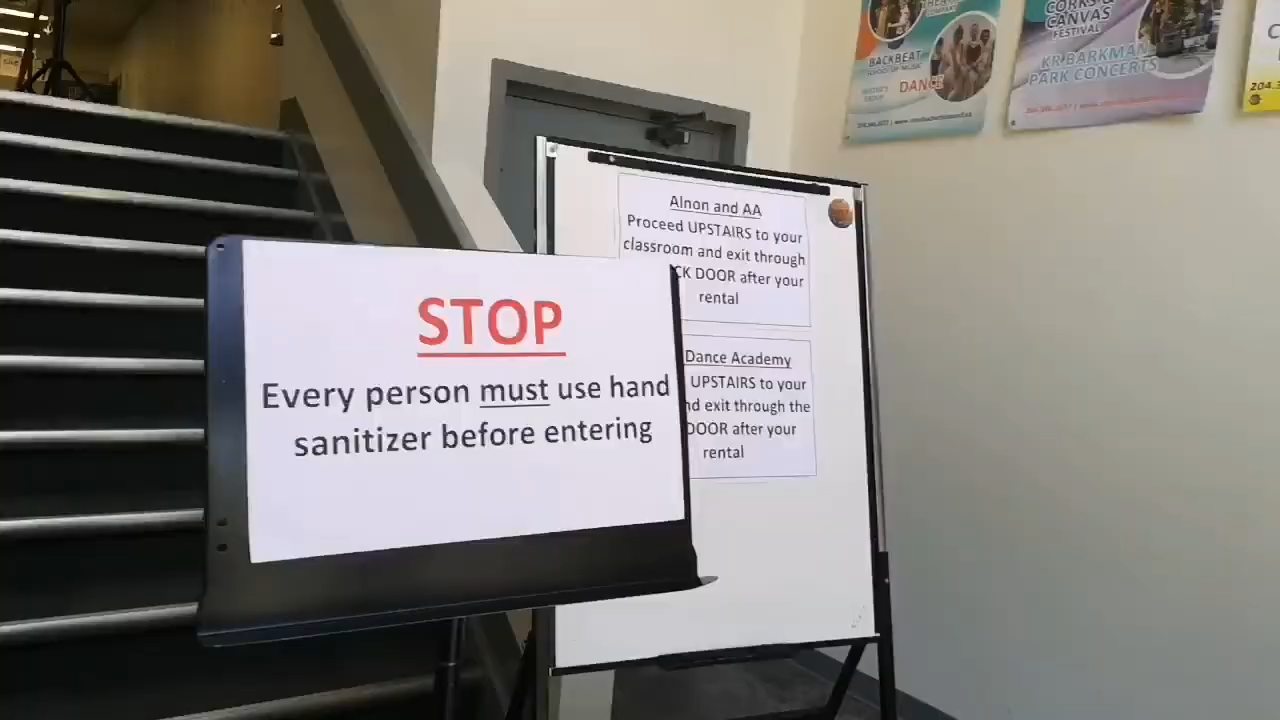 STOP
Every person must use hand
sanitizer before entering
Alnon and AA
Proceed UPSTAIRS to your
classroom and exit through
CK DOOR after your
rental
Dance Academy
UPSTAIRS to your
nd exit through the
DOOR after your
rental
BACKBEAT
DANCE
CORKS &
CANVAS
FESTIVAL
KR BARKMAN
PARK CONCERTS
204.3